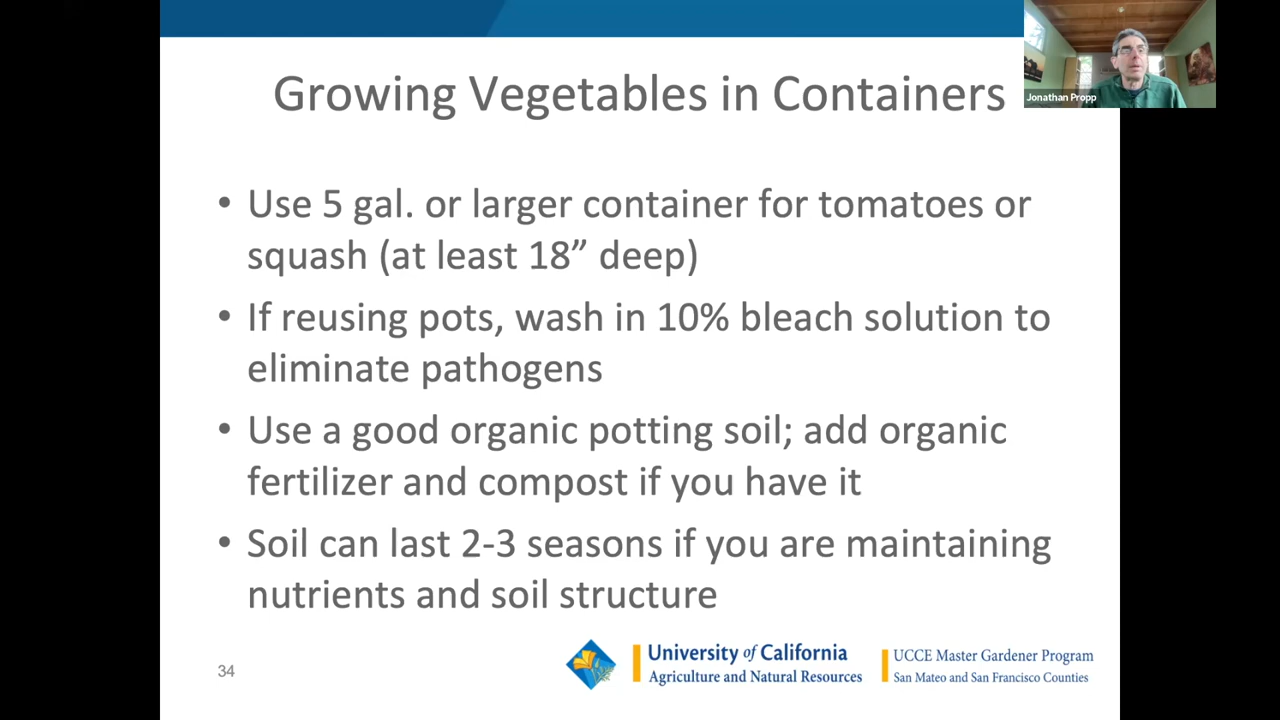 Growing Vegetables in Containers
Jonathan Propp
• Use 5 gal. or larger container for tomatoes or
squash (at least 18” deep)
• If reusing pots, wash in 10% bleach solution to
eliminate pathogens
• Use a good organic potting soil; add organic
fertilizer and compost if you have it
• Soil can last 2-3 seasons if you are maintaining
nutrients and soil structure
34
University of California
Agriculture and Natural Resources
UCCE Master Gardener Program
San Mateo and San Francisco Counties